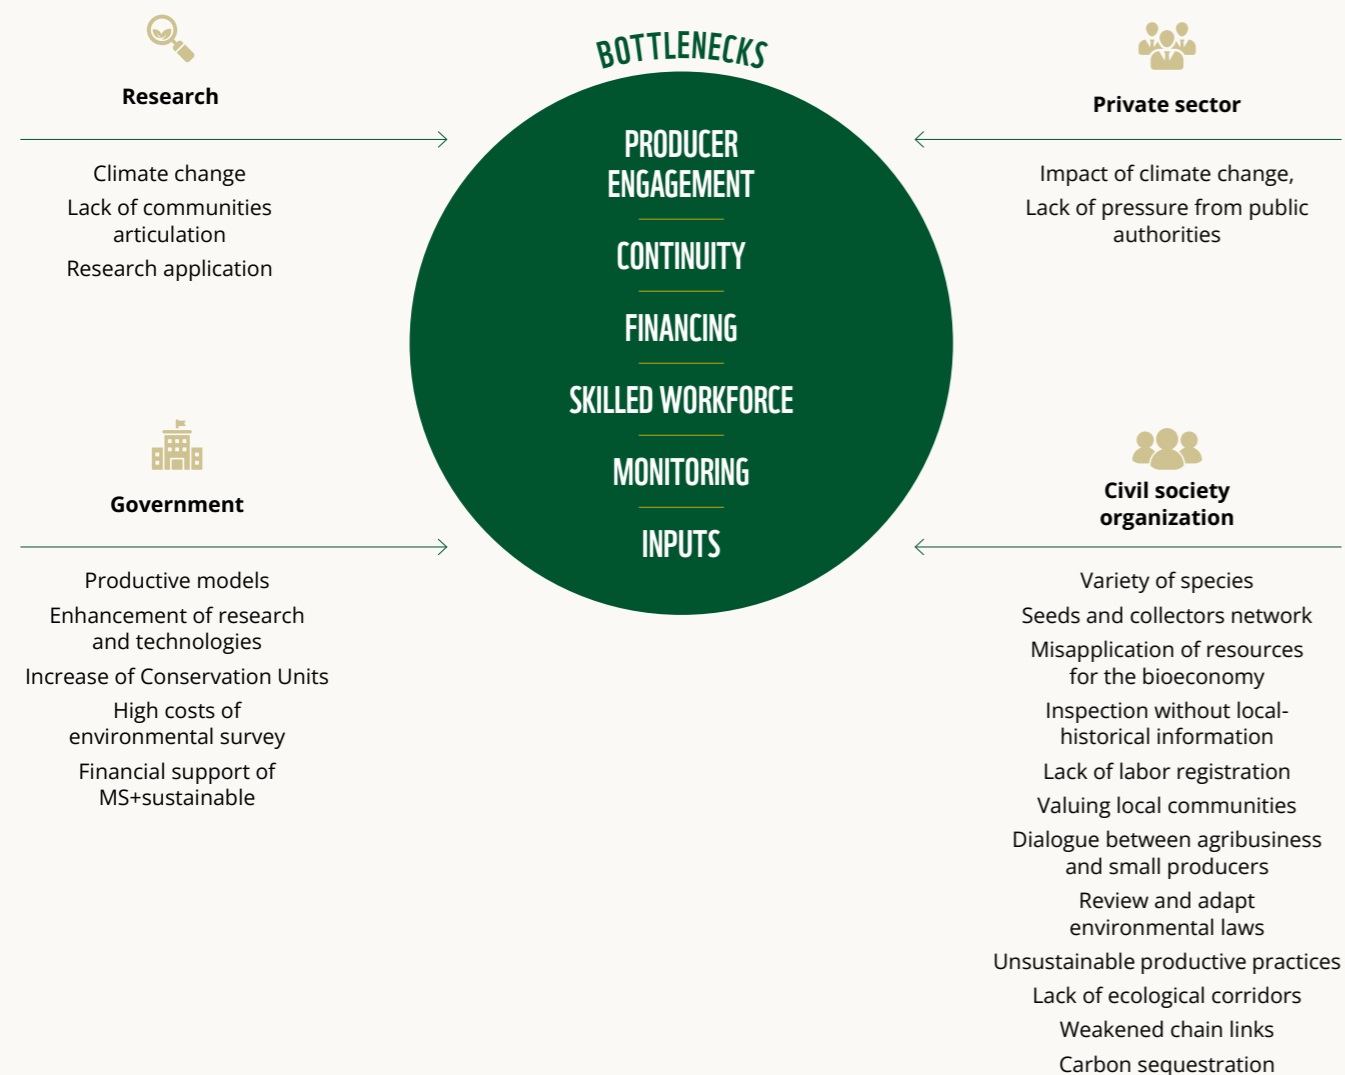 BOTTLENECKS
PRODUCER
ENGAGEMENT
CONTINUITY
FINANCING
SKILLED WORKFORCE
MONITORING
INPUTS
Research
Climate change
Lack of communities
articulation
Research application
Private sector
Impact of climate change,
Lack of pressure from public
authorities
Government
Productive models
Enhancement of research
and technologies
Increase of Conservation Units
High costs of
environmental survey
Financial support of
MS+sustainable
Civil society
organization
Variety of species
Seeds and collectors network
Misapplication of resources
for the bioeconomy
Inspection without local-
historical information
Lack of labor registration
Valuing local communities
Dialogue between agribusiness
and small producers
Review and adapt
environmental laws
Unsustainable productive practices
Lack of ecological corridors
Weakened chain links
Carbon sequestration